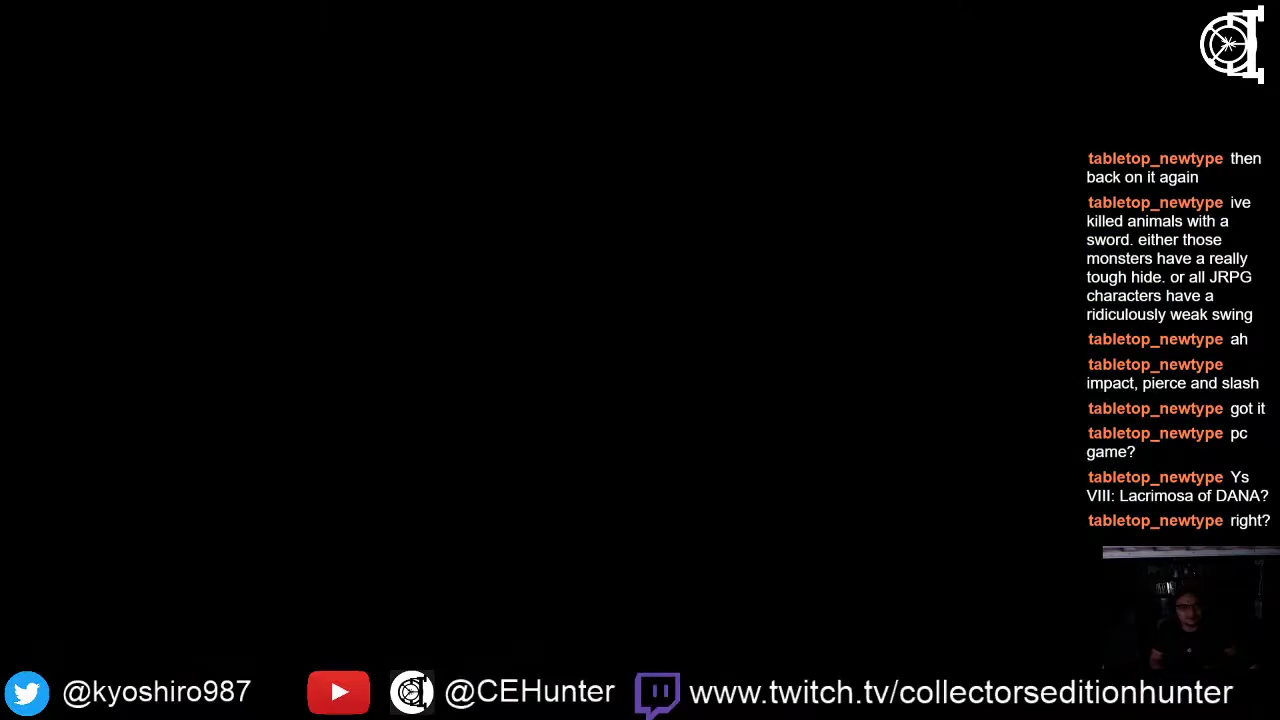 tabletop_newtype then
back on it again
tabletop_newtype ive
killed animals with a
sword. either those
monsters have a really
tough hide. or all JRPG
characters have a
ridiculously weak swing
tabletop_newtype ah
tabletop_newtype
impact, pierce and slash
tabletop_newtype got it
tabletop_newtype pc
game?
tabletop_newtype Ys
VIII: Lacrimosa of DANA?
tabletop_newtype right?
@kyoshiro987 @CEHunter www.twitch.tv/collectorseditionhunter